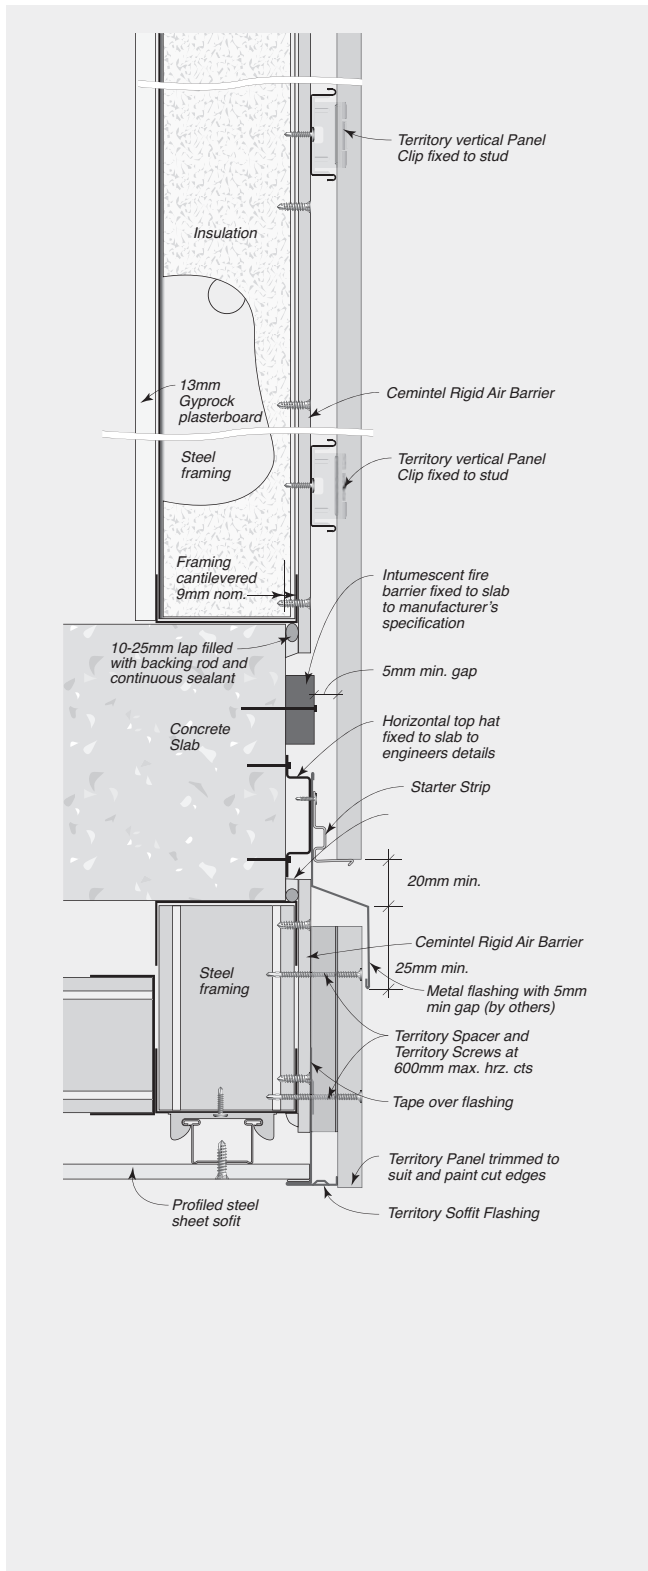 Territory vertical Panel
Clip fixed to stud
Insulation
13mm
Gyprock
plasterboard
Cemintel Rigid Air Barrier
Steel
framing
Territory vertical Panel
Clip fixed to stud
Framing
cantilevered
9mm nom.
Intumescent fire
barrier fixed to slab
to manufacturer's
specification
10-25mm lap filled
with backing rod and
continuous sealant
5mm min. gap
Concrete
Slab
Horizontal top hat
fixed to slab to
engineers details
Starter Strip
20mm min.
Cemintel Rigid Air Barrier
Steel
framing
25mm min.
Metal flashing with 5mm
min gap (by others)
Territory Spacer and
Territory Screws at
600mm max. hrz. cts
Tape over flashing
Territory Panel trimmed to
suit and paint cut edges
Profiled steel
sheet sofit
Territory Soffit Flashing